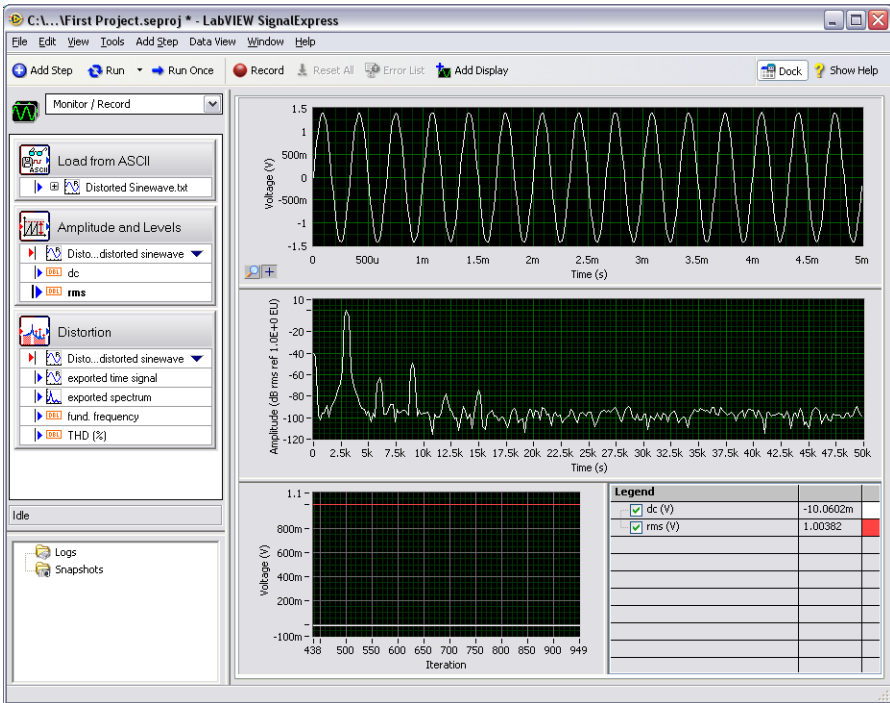 C:\...\First Project.seproj * - LabVIEW SignalExpress
File Edit View Tools Add Step Data View Window Help
Add Step Run Run Once Record Reset All Error List Add Display Dock Show Help
Monitor / Record
Load from ASCII
Distorted Sinewave.txt
Amplitude and Levels
Disto...distorted sinewave
DBL dc
DBL rms
Distortion
Disto...distorted sinewave
exported time signal
exported spectrum
DBL fund. frequency
DBL THD (%)
Idle
Logs
Snapshots
Voltage (V)
1.5
1
500m
0
-500m
-1
-1.5
0 500u 1m 1.5m 2m 2.5m 3m 3.5m 4m 4.5m 5m
Time (s)
Amplitude (dB rms ref 1.0E+0 EU)
10
-20
-40
-60
-80
-100
-120
0 2.5k 5k 7.5k 10k 12.5k 15k 17.5k 20k 22.5k 25k 27.5k 30k 32.5k 35k 37.5k 40k 42.5k 45k 47.5k 50k
Time (s)
Voltage (V)
1.1
800m
600m
400m
200m
-100m
438 500 550 600 650 700 750 800 850 900 949
Iteration
Legend
dc (V) -10.0602m
rms (V) 1.00382